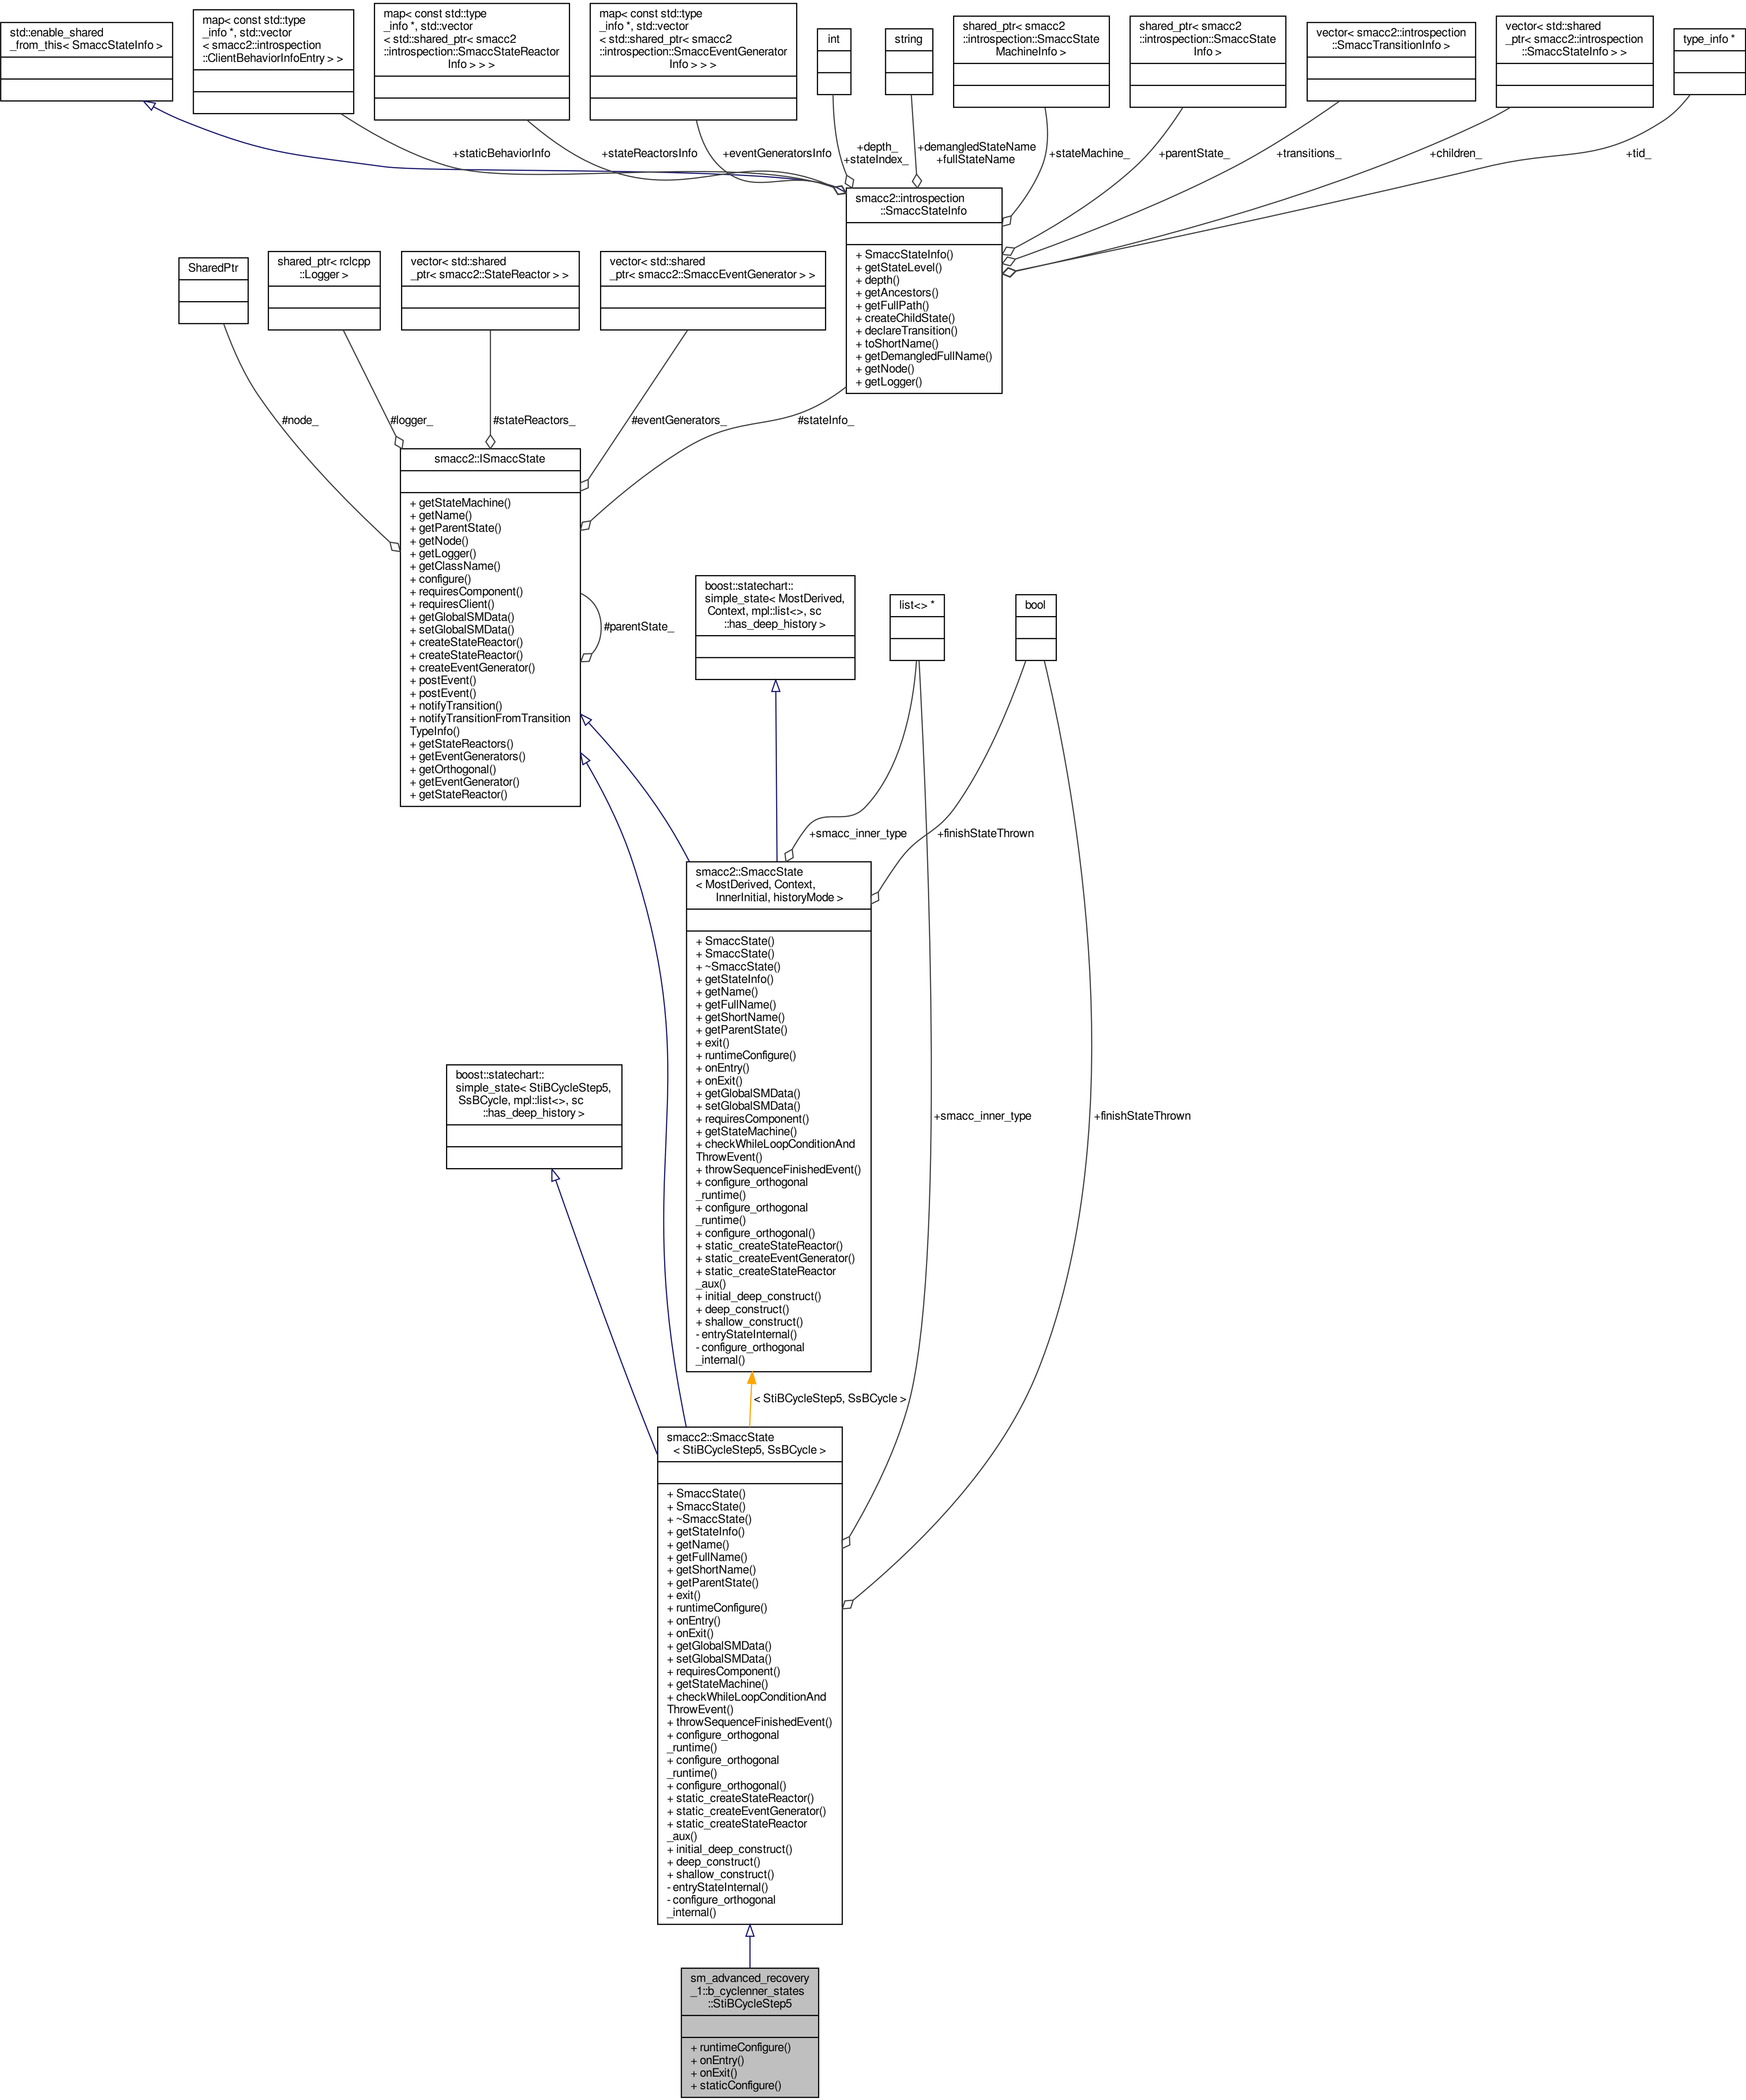 std::enable_shared
_from_this< SmaccStateInfo >
map< const std::type
_info *, std::vector
< smacc2::introspection
::ClientBehaviorInfoEntry > >
map< const std::type
_info *, std::vector
< std::shared_ptr< smacc2
::introspection::SmaccStateReactor
Info > > >
map< const std::type
_info *, std::vector
< std::shared_ptr< smacc2
::introspection::SmaccEventGenerator
Info > > >
int
string
shared_ptr< smacc2
::introspection::SmaccState
MachineInfo >
shared_ptr< smacc2
::introspection::SmaccState
Info >
vector< smacc2::introspection
::SmaccTransitionInfo >
vector< std::shared
_ptr< smacc2::introspection
::SmaccStateInfo > >
type_info *
+staticBehaviorInfo
+stateReactorsInfo
+eventGeneratorsInfo
+depth_
+stateIndex_
+demangledStateName
+fullStateName
+stateMachine_
+parentState_
+transitions_
+children_
+tid_
smacc2::introspection
::SmaccStateInfo
+ SmaccStateInfo()
+ getStateLevel()
+ depth()
+ getAncestors()
+ getFullPath()
+ createChildState()
+ declareTransition()
+ toShortName()
+ getDemangledFullName()
+ getNode()
+ getLogger()
SharedPtr
shared_ptr< rclcpp
::Logger >
vector< std::shared
_ptr< smacc2::StateReactor > >
vector< std::shared
_ptr< smacc2::SmaccEventGenerator > >
#node_
#logger_
#stateReactors_
#eventGenerators_
#stateInfo_
smacc2::ISmaccState
+ getStateMachine()
+ getName()
+ getParentState()
+ getNode()
+ getLogger()
+ getClassName()
+ configure()
+ requiresComponent()
+ requiresClient()
+ getGlobalSMData()
+ setGlobalSMData()
+ createStateReactor()
+ createStateReactor()
+ createEventGenerator()
+ postEvent()
+ postEvent()
+ notifyTransition()
+ notifyTransitionFromTransition
TypeInfo()
+ getStateReactors()
+ getEventGenerators()
+ getOrthogonal()
+ getEventGenerator()
+ getStateReactor()
#parentState_
boost::statechart::
simple_state< MostDerived,
Context, mpl::list<>, sc
::has_deep_history >
list<> *
bool
+smacc_inner_type
+finishStateThrown
smacc2::SmaccState
< MostDerived, Context,
InnerInitial, historyMode >
+ SmaccState()
+ SmaccState()
+ ~SmaccState()
+ getStateInfo()
+ getName()
+ getFullName()
+ getShortName()
+ getParentState()
+ exit()
+ runtimeConfigure()
+ onEntry()
+ onExit()
+ getGlobalSMData()
+ setGlobalSMData()
+ requiresComponent()
+ getStateMachine()
+ checkWhileLoopConditionAnd
ThrowEvent()
+ throwSequenceFinishedEvent()
+ configure_orthogonal
_runtime()
+ configure_orthogonal
_runtime()
+ configure_orthogonal()
+ static_createStateReactor()
+ static_createEventGenerator()
+ static_createStateReactor
_aux()
+ initial_deep_construct()
+ deep_construct()
+ shallow_construct()
- entryStateInternal()
- configure_orthogonal
_internal()
boost::statechart::
simple_state< StiBCycleStep5,
SsBCycle, mpl::list<>, sc
::has_deep_history >
+smacc_inner_type
+finishStateThrown
< StiBCycleStep5, SsBCycle >
smacc2::SmaccState
< StiBCycleStep5, SsBCycle >
+ SmaccState()
+ SmaccState()
+ ~SmaccState()
+ getStateInfo()
+ getName()
+ getFullName()
+ getShortName()
+ getParentState()
+ exit()
+ runtimeConfigure()
+ onEntry()
+ onExit()
+ getGlobalSMData()
+ setGlobalSMData()
+ requiresComponent()
+ getStateMachine()
+ checkWhileLoopConditionAnd
ThrowEvent()
+ throwSequenceFinishedEvent()
+ configure_orthogonal
_runtime()
+ configure_orthogonal
_runtime()
+ configure_orthogonal()
+ static_createStateReactor()
+ static_createEventGenerator()
+ static_createStateReactor
_aux()
+ initial_deep_construct()
+ deep_construct()
+ shallow_construct()
- entryStateInternal()
- configure_orthogonal
_internal()
sm_advanced_recovery
_1::b_cyclenner_states
::StiBCycleStep5
+ runtimeConfigure()
+ onEntry()
+ onExit()
+ staticConfigure()